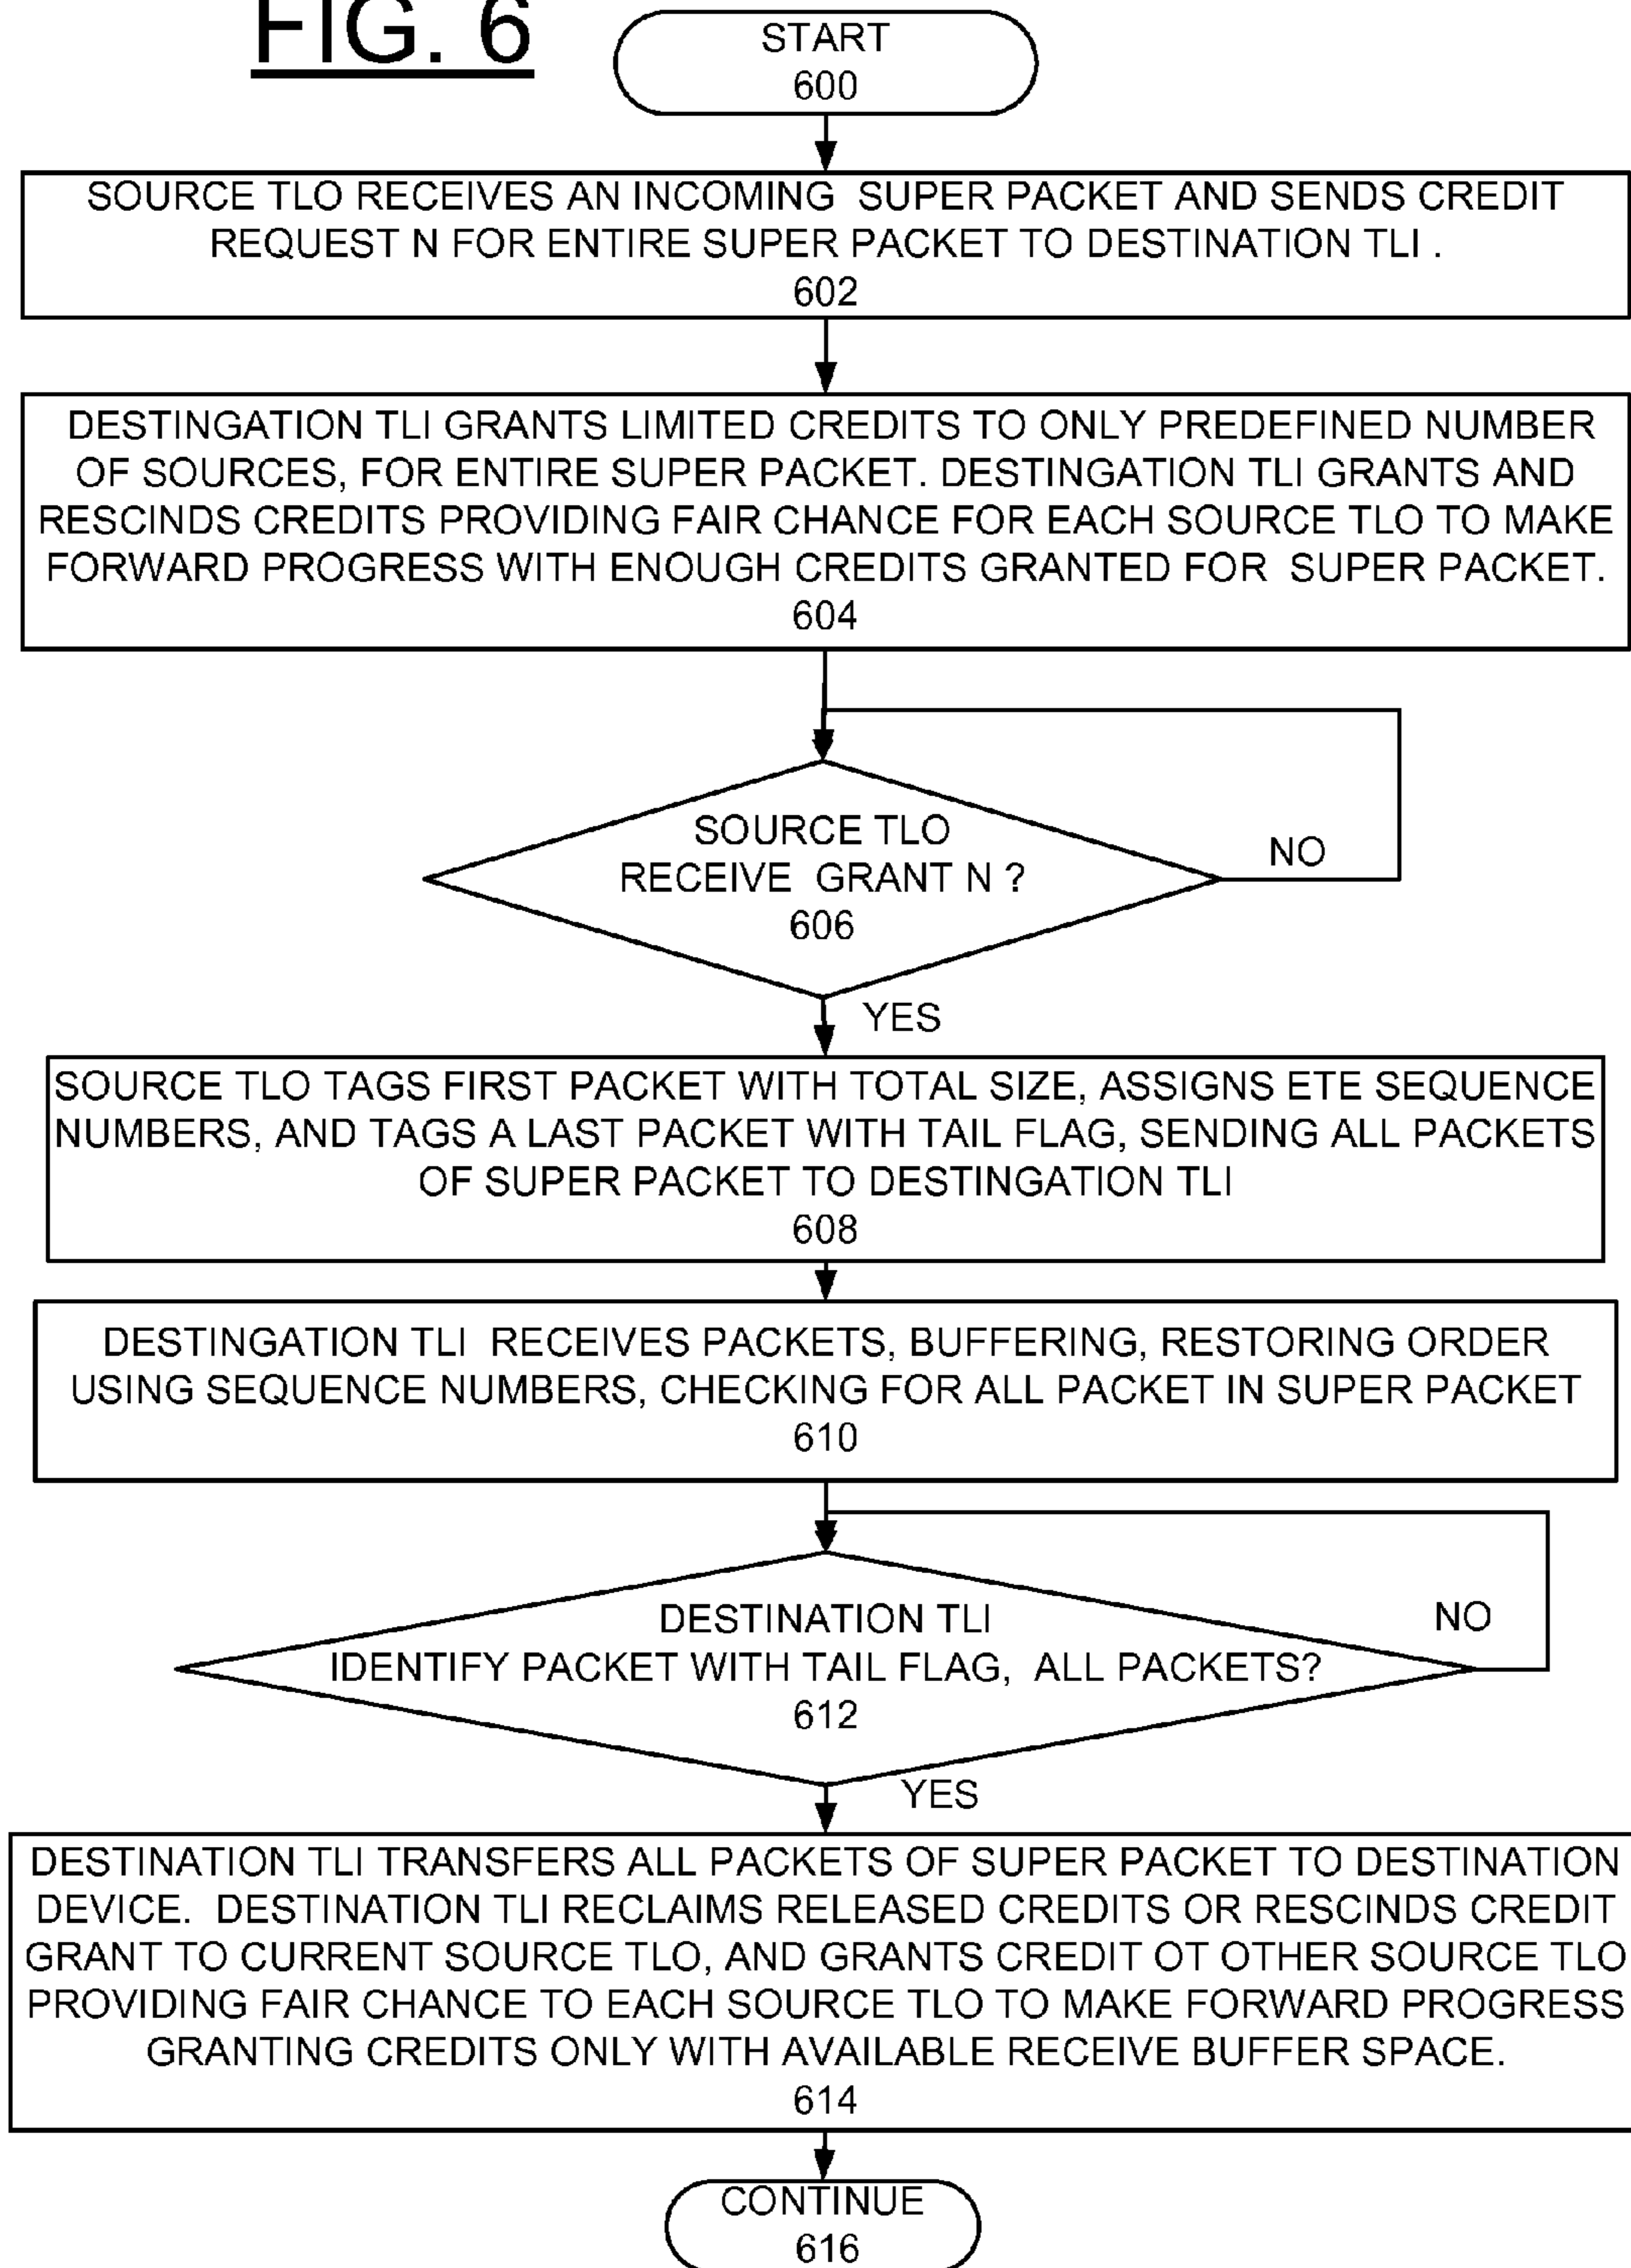 FIG. 6
START
600
SOURCE TLO RECEIVES AN INCOMING SUPER PACKET AND SENDS CREDIT
REQUEST N FOR ENTIRE SUPER PACKET TO DESTINATION TLI .
602
DESTINGATION TLI GRANTS LIMITED CREDITS TO ONLY PREDEFINED NUMBER
OF SOURCES, FOR ENTIRE SUPER PACKET. DESTINGATION TLI GRANTS AND
RESCINDS CREDITS PROVIDING FAIR CHANCE FOR EACH SOURCE TLO TO MAKE
FORWARD PROGRESS WITH ENOUGH CREDITS GRANTED FOR SUPER PACKET.
604
SOURCE TLO
RECEIVE GRANT N ?
606
NO
YES
SOURCE TLO TAGS FIRST PACKET WITH TOTAL SIZE, ASSIGNS ETE SEQUENCE
NUMBERS, AND TAGS A LAST PACKET WITH TAIL FLAG, SENDING ALL PACKETS
OF SUPER PACKET TO DESTINGATION TLI
608
DESTINGATION TLI RECEIVES PACKETS, BUFFERING, RESTORING ORDER
USING SEQUENCE NUMBERS, CHECKING FOR ALL PACKET IN SUPER PACKET
610
DESTINATION TLI
IDENTIFY PACKET WITH TAIL FLAG, ALL PACKETS?
612
NO
YES
DESTINATION TLI TRANSFERS ALL PACKETS OF SUPER PACKET TO DESTINATION
DEVICE. DESTINATION TLI RECLAIMS RELEASED CREDITS OR RESCINDS CREDIT
GRANT TO CURRENT SOURCE TLO, AND GRANTS CREDIT OT OTHER SOURCE TLO
PROVIDING FAIR CHANCE TO EACH SOURCE TLO TO MAKE FORWARD PROGRESS
GRANTING CREDITS ONLY WITH AVAILABLE RECEIVE BUFFER SPACE.
614
CONTINUE
616